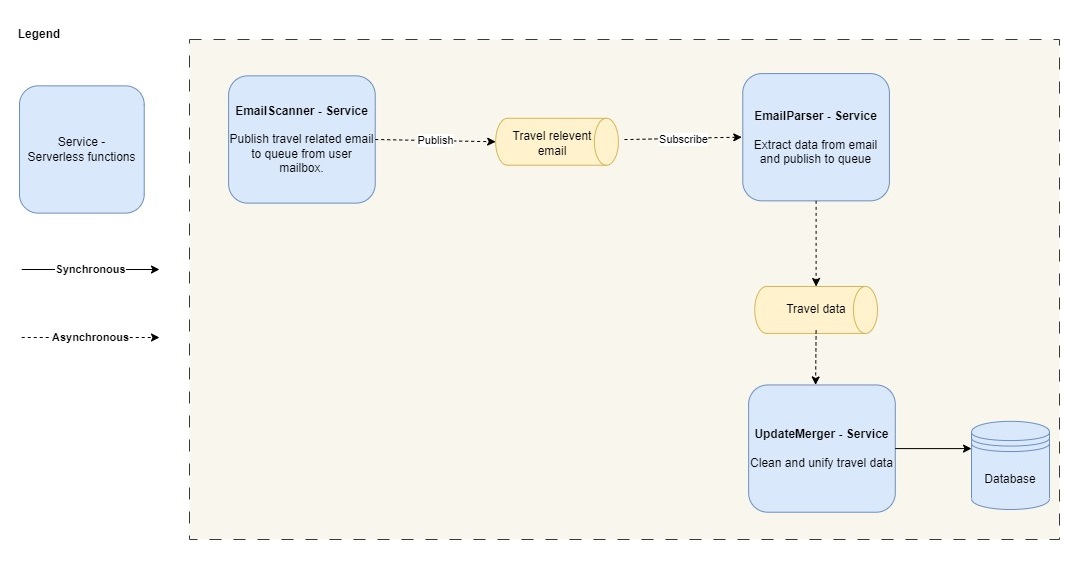 Legend
Service -
Serverless functions
Synchronous
Asynchronous
EmailScanner - Service
Publish travel related email
to queue from user
mailbox.
Publish
Travel relevent
email
Subscribe
EmailParser - Service
Extract data from email
and publish to queue
Travel data
UpdateMerger - Service
Clean and unify travel data
Database